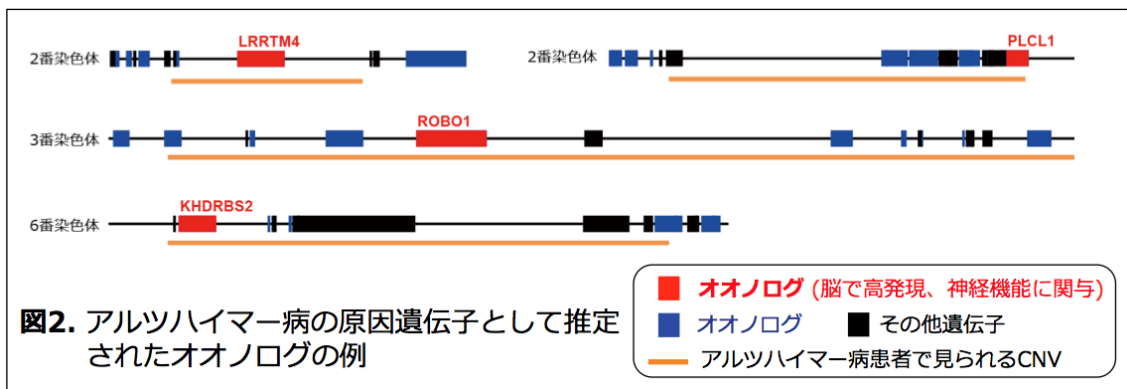 LRRTM4
2番染色体
PLCL1
2番染色体
ROBO1
3番染色体
KHDRBS2
6番染色体
図2. アルツハイマー病の原因遺伝子として推定
されたオオノログの例
オオノログ (脳で高発現、神経機能に関与)
オオノログ その他遺伝子
アルツハイマー病患者で見られるCNV